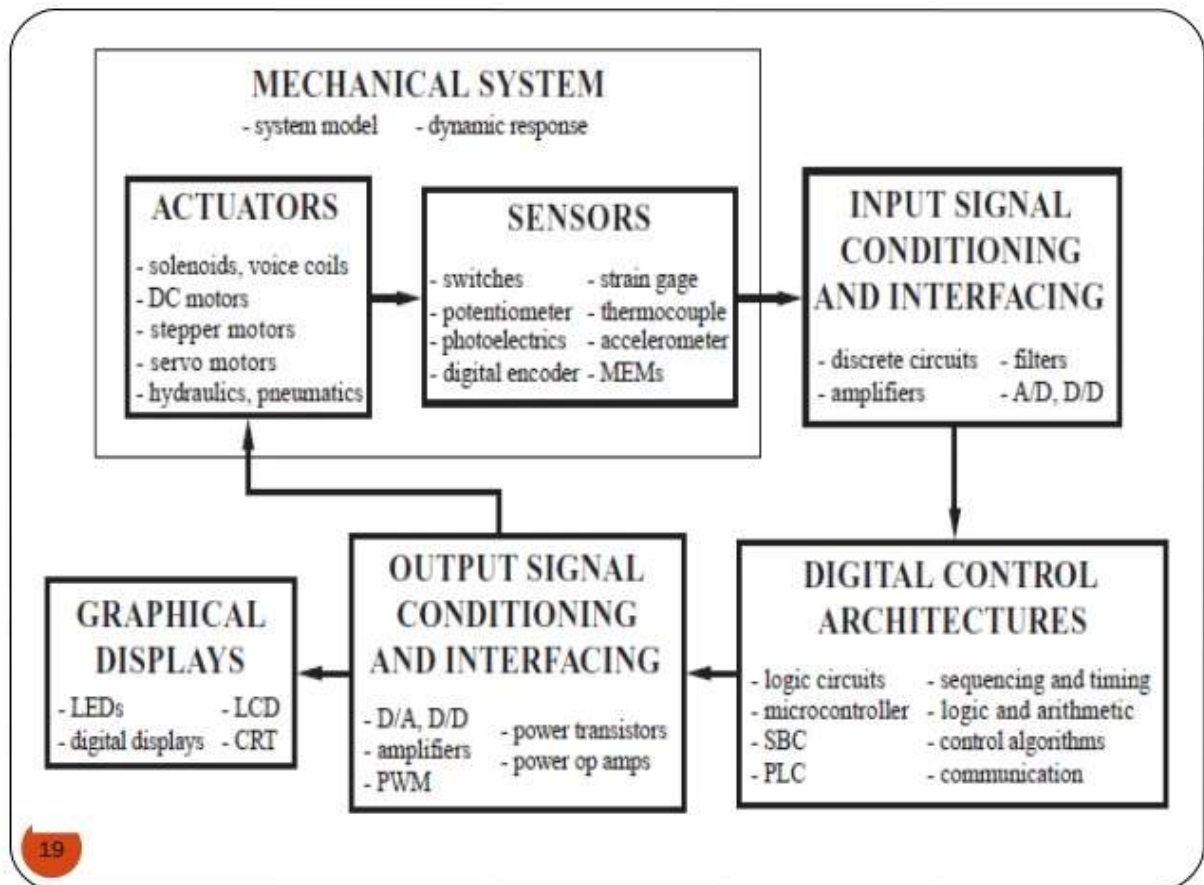 MECHANICAL SYSTEM
- system model - dynamic response
ACTUATORS
- solenoids, voice coils
- DC motors
- stepper motors
- servo motors
- hydraulics, pneumatics
SENSORS
- switches - strain gage
- potentiometer - thermocouple
- photoelectrics - accelerometer
- digital encoder - MEMs
INPUT SIGNAL
CONDITIONING
AND INTERFACING
- discrete circuits - filters
- amplifiers - A/D, D/D
DIGITAL CONTROL
ARCHITECTURES
- logic circuits - sequencing and timing
- microcontroller - logic and arithmetic
- SBC - control algorithms
- PLC - communication
OUTPUT SIGNAL
CONDITIONING
AND INTERFACING
- D/A, D/D - power transistors
- amplifiers - power op amps
- PWM
GRAPHICAL
DISPLAYS
- LEDs - LCD
- digital displays - CRT
19